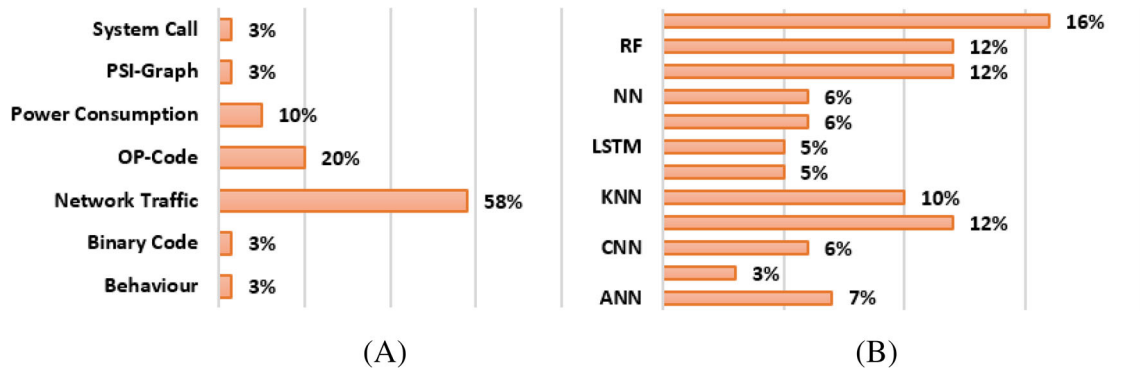 System Call 3%
PSI-Graph 3%
Power Consumption 10%
OP-Code 20%
Network Traffic 58%
Binary Code 3%
Behaviour 3%
(A)
16%
RF 12%
12%
NN 6%
6%
LSTM 5%
5%
KNN 10%
12%
CNN 6%
3%
ANN 7%
(B)